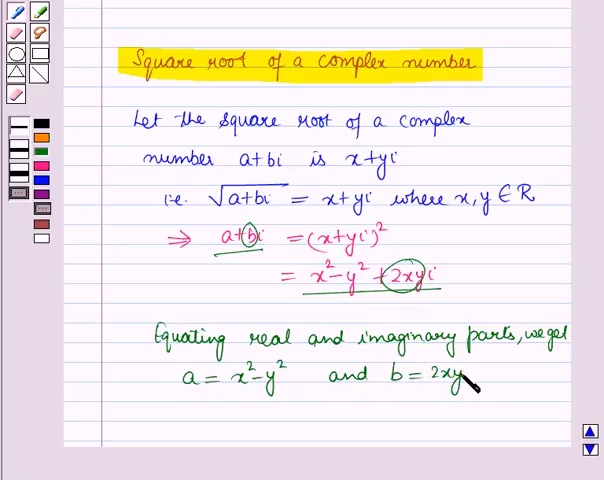 Square root of a complex number
Let the square root of a complex
number a+bi is x+yi
i.e. √(a+bi) = x+yi where x, y ∈ R
⇒ a+bi = (x+yi)²
= x² - y² + 2xyi
Equating real and imaginary parts, we get
a = x² - y² and b = 2xy